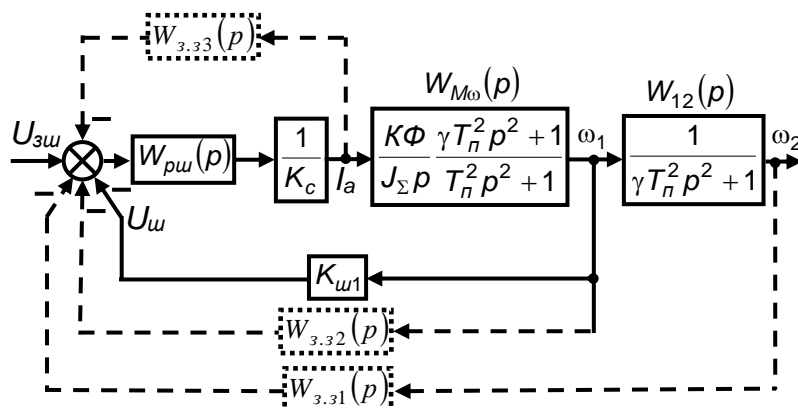 W_{з.з3}(p)
W_{Mω}(p)
W_{12}(p)
U_{зш}
W_{рш}(p)
1
K_c
I_a
КФ
J_Σ p
γT_п^2 p^2 + 1
T_п^2 p^2 + 1
ω_1
1
γT_п^2 p^2 + 1
ω_2
U_ш
K_{ш1}
W_{з.з2}(p)
W_{з.з1}(p)